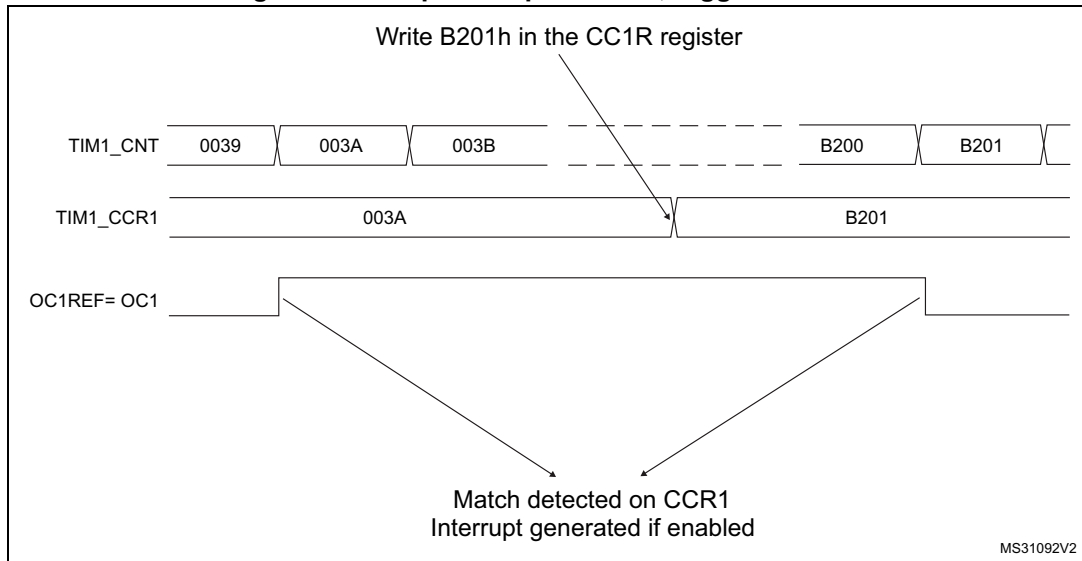 Write B201h in the CC1R register
TIM1_CNT 0039 003A 003B B200 B201
TIM1_CCR1 003A B201
OC1REF= OC1
Match detected on CCR1
Interrupt generated if enabled
MS31092V2